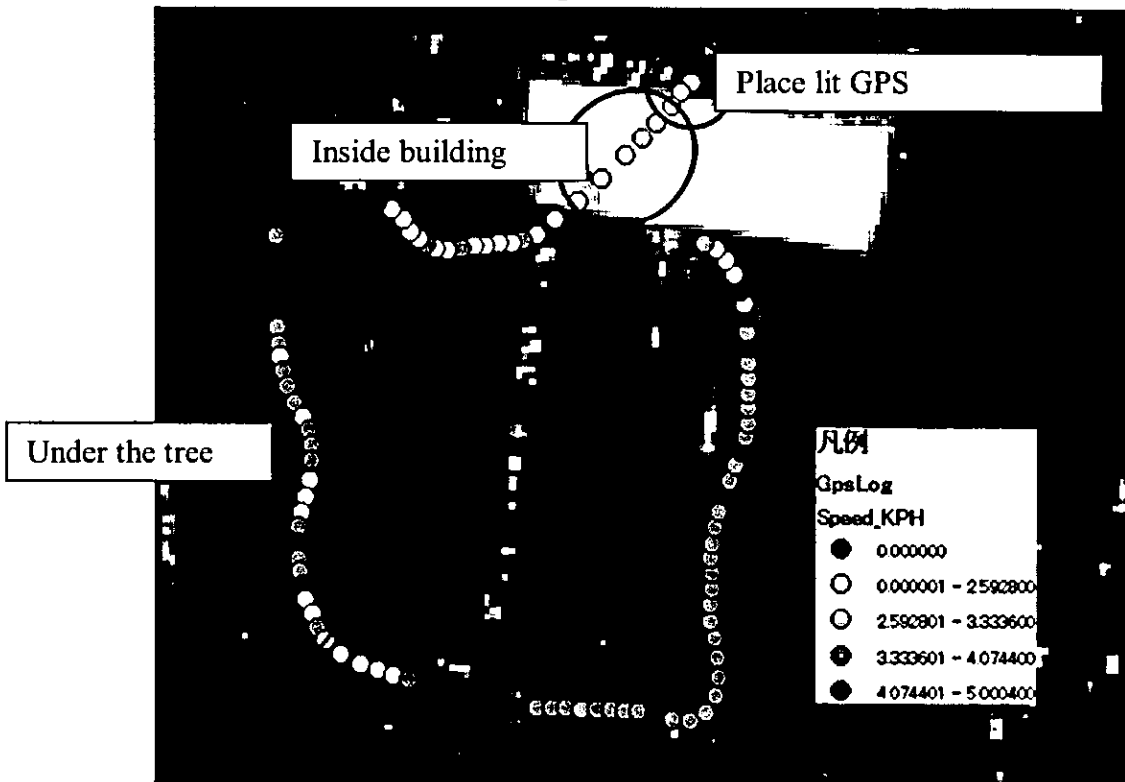 Place lit GPS
Inside building
Under the tree
凡例
GpsLog
Speed_KPH
0.000000
0.000001 - 2.592800
2.592801 - 3.333600
3.333601 - 4.074400
4.074401 - 5.000400